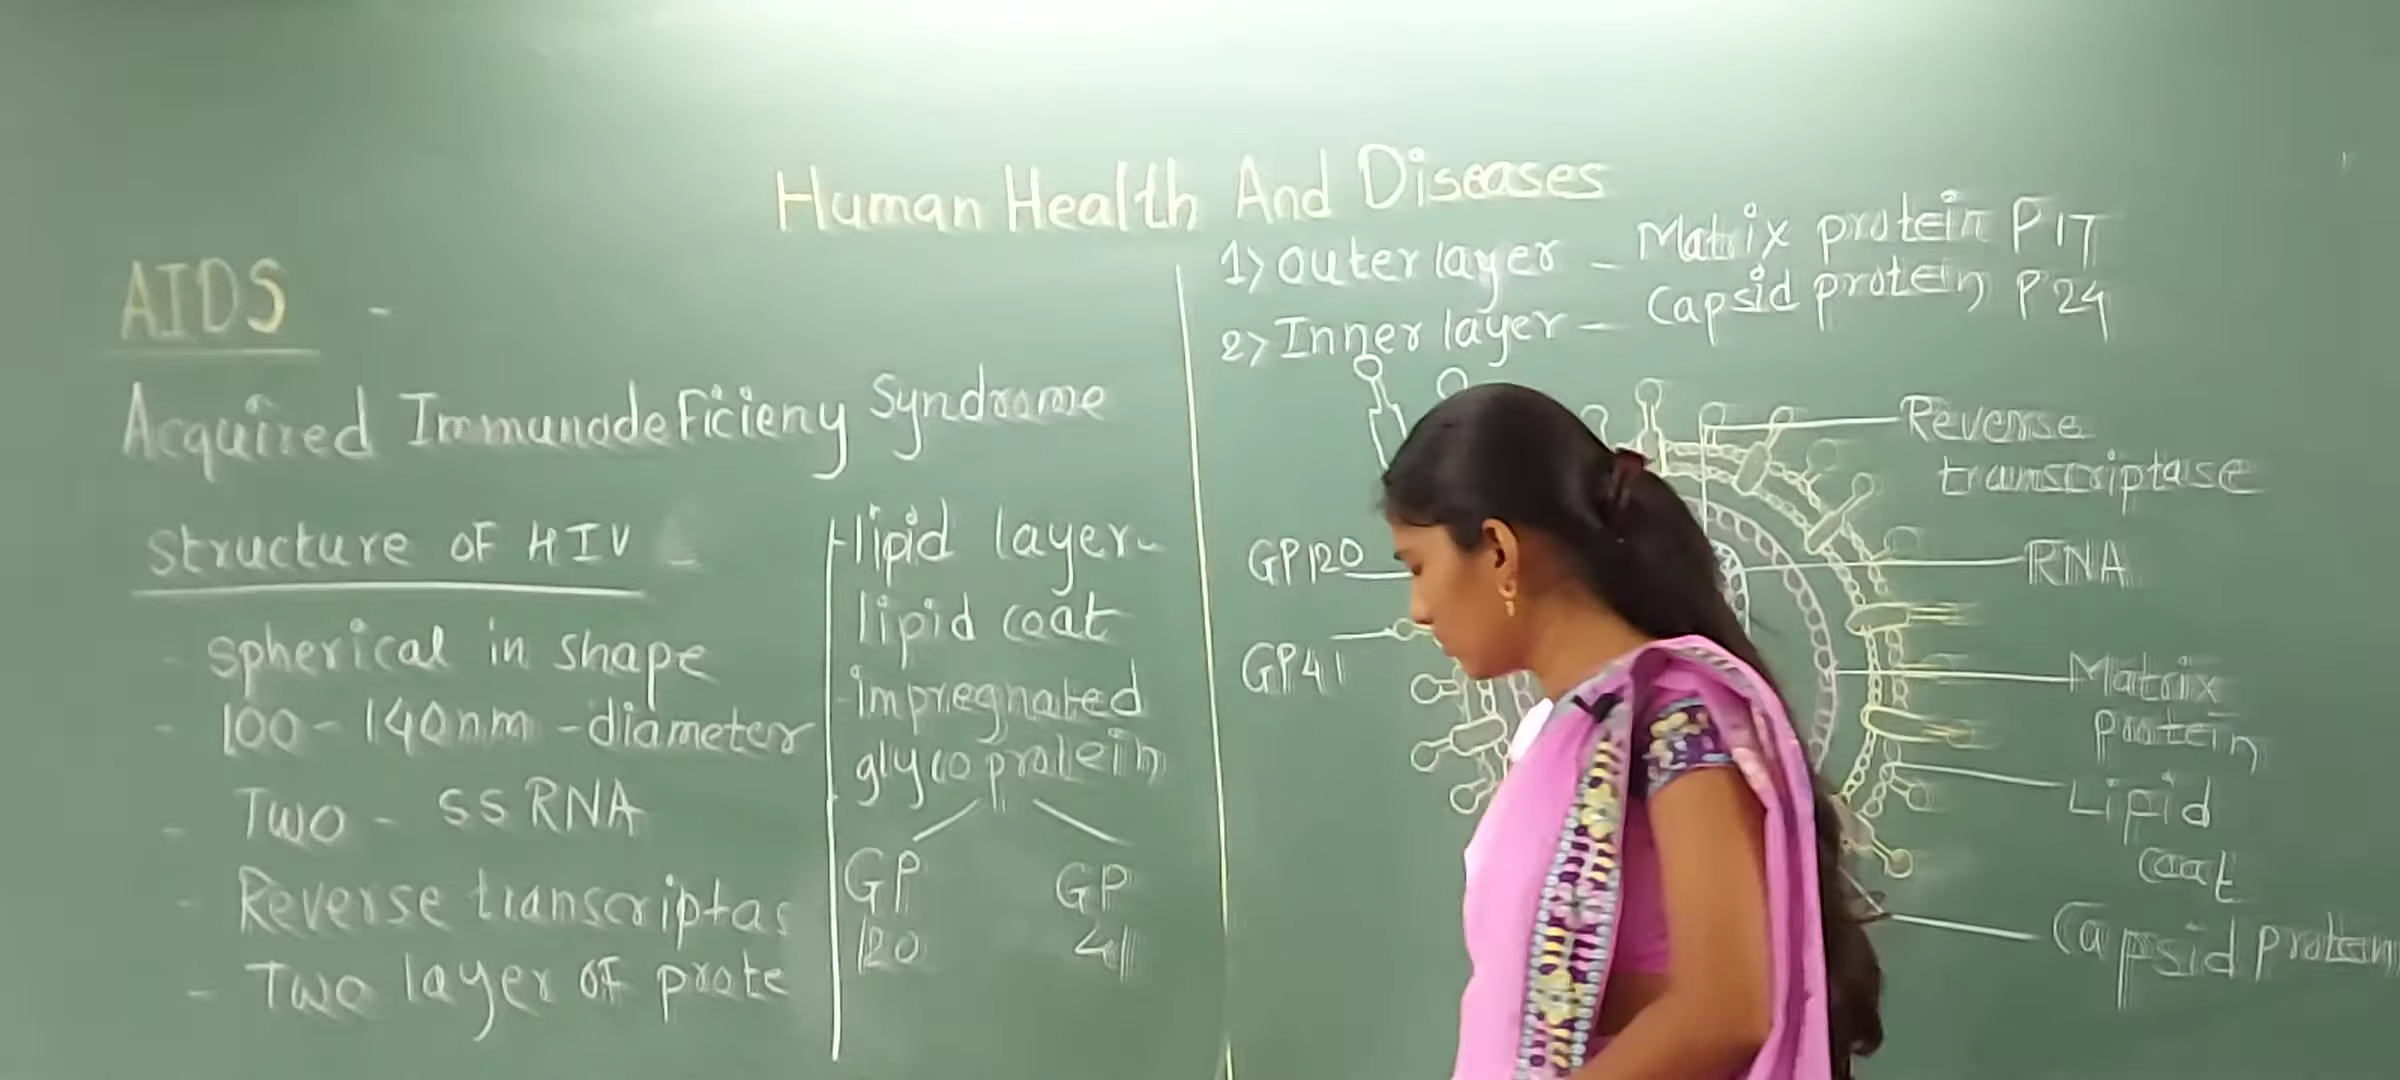 Human Health And Diseases
AIDS -
Acquired Immunodeficieny Syndrome
Structure of HIV
- Spherical in shape
- 100-140nm -diameter
- Two - ss RNA
- Reverse transcriptas
- Two layer of prote
lipid layer-
lipid coat
impregnated
glycoprotein
GP GP
120 41
1) Outer layer - Matrix protein P17
2) Inner layer - Capsid protein P24
Reverse
transcriptase
GP120
RNA
GP41
Matrix
protein
Lipid
coat
Capsid protein